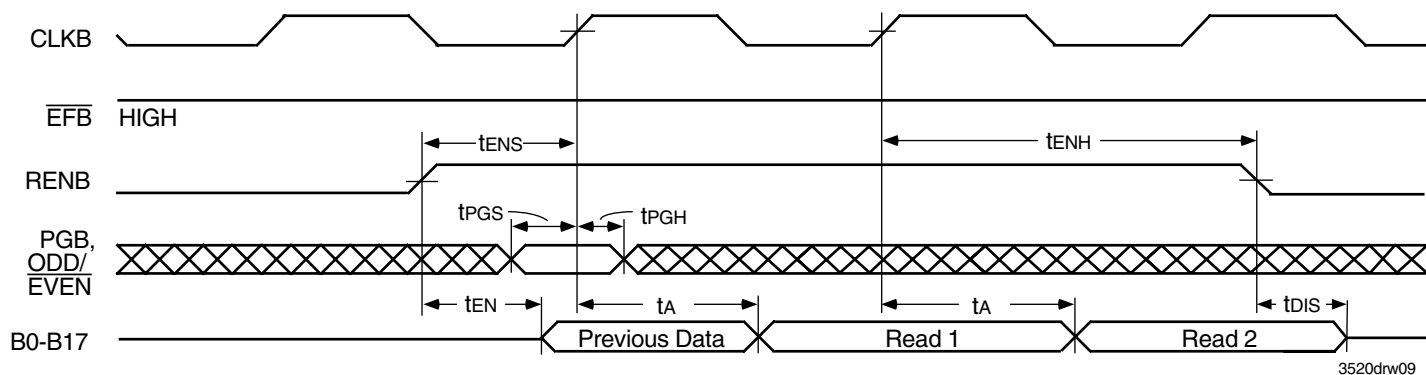 CLKB
EFB HIGH
tENS tENH
RENB
tPGS tPGH
PGB,
ODD/
EVEN
tEN tA tA tDIS
B0-B17 Previous Data Read 1 Read 2
3520drw09